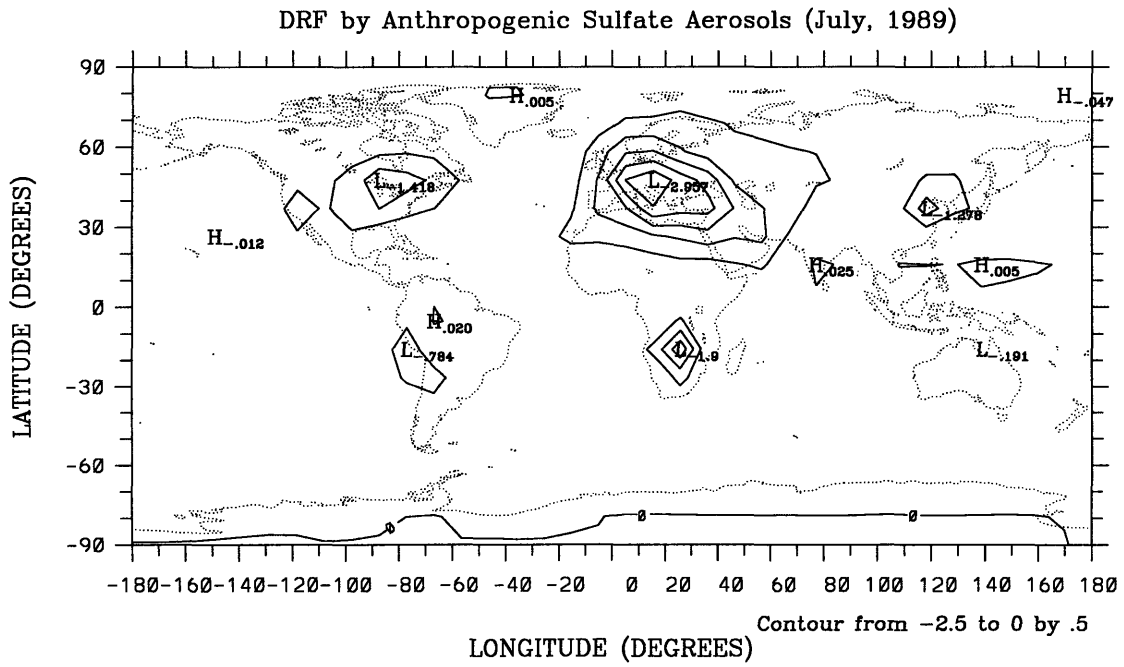 DRF by Anthropogenic Sulfate Aerosols (July, 1989)
90
H.005
H-.047
60
L-1.418
L-2.957
L-1.278
30
H-.012
H.025
H.005
0
H.020
L-.784
L-1.9
L-.191
-30
-60
0
0
0
-90
-180 -160 -140 -120 -100 -80 -60 -40 -20 0 20 40 60 80 100 120 140 160 180
LATITUDE (DEGREES)
Contour from -2.5 to 0 by .5
LONGITUDE (DEGREES)